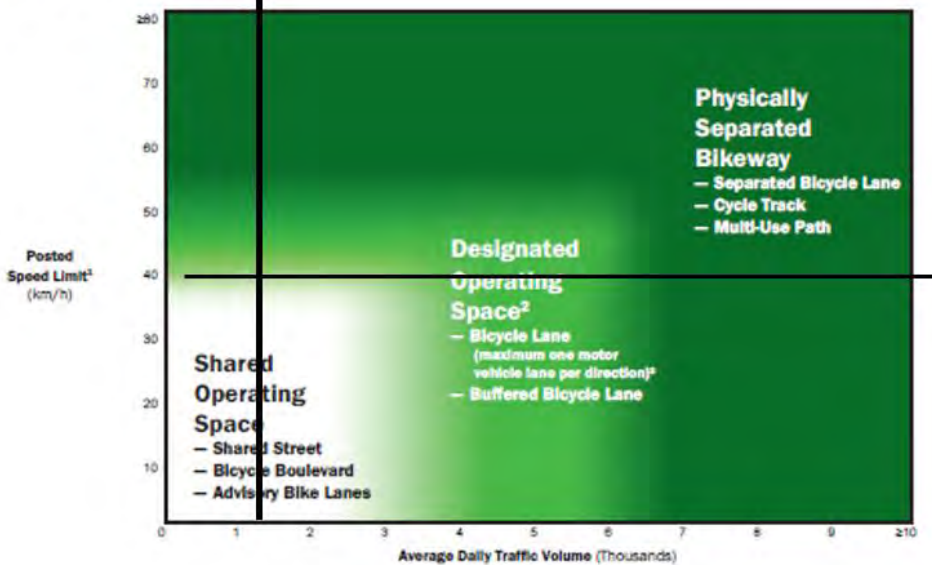 ≥80
70
60
50
40
30
20
10
Posted
Speed Limit¹
(km/h)
Physically
Separated
Bikeway
— Separated Bicycle Lane
— Cycle Track
— Multi-Use Path
Designated
Operating
Space²
— Bicycle Lane
(maximum one motor
vehicle lane per direction)³
— Buffered Bicycle Lane
Shared
Operating
Space
— Shared Street
— Bicycle Boulevard
— Advisory Bike Lanes
0 1 2 3 4 5 6 7 8 9 ≥10
Average Daily Traffic Volume (Thousands)